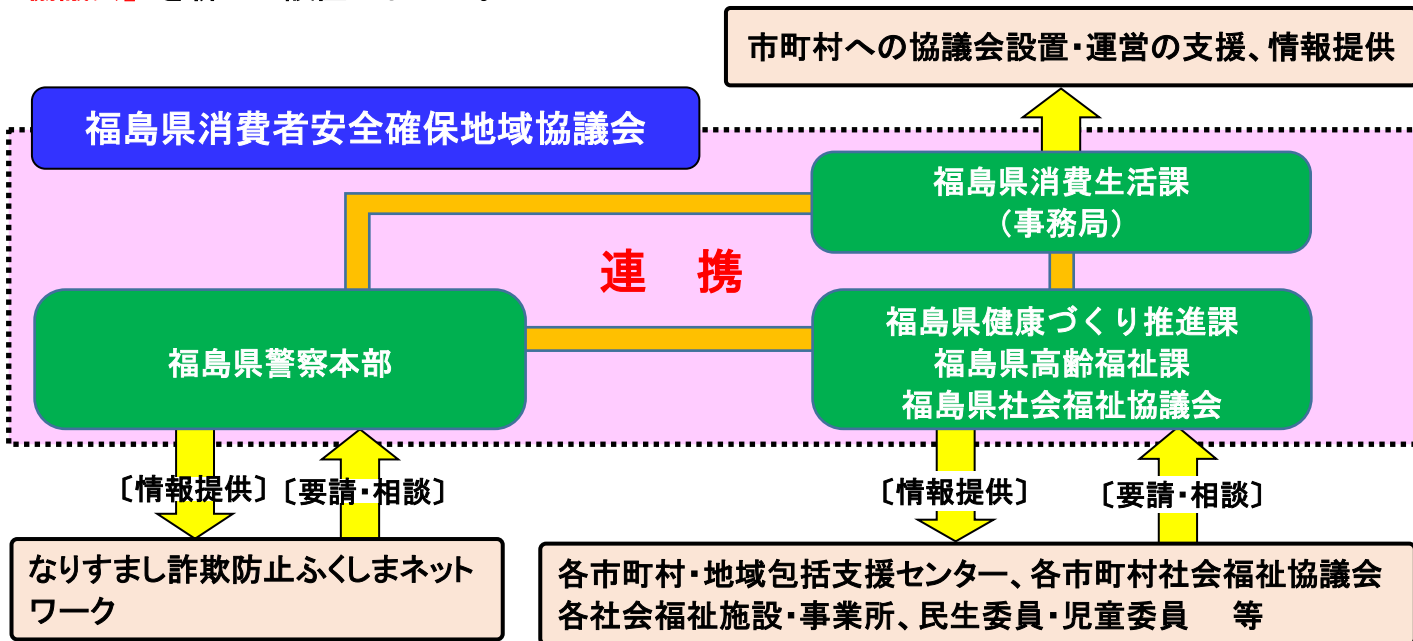 市町村への協議会設置・運営の支援、情報提供
福島県消費者安全確保地域協議会
福島県消費生活課
(事務局)
連 携
福島県警察本部
福島県健康づくり推進課
福島県高齢福祉課
福島県社会福祉協議会
〔情報提供〕
〔要請・相談〕
〔情報提供〕
〔要請・相談〕
なりすまし詐欺防止ふくしまネット
ワーク
各市町村・地域包括支援センター、各市町村社会福祉協議会
各社会福祉施設・事業所、民生委員・児童委員 等